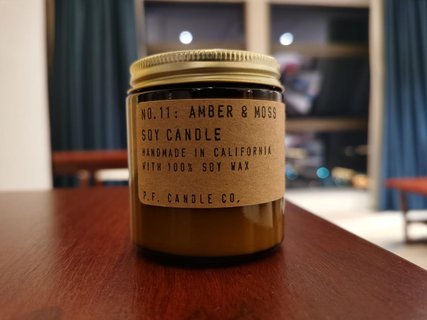 NO.11: AMBER & MOSS
SOY CANDLE
HANDMADE IN CALIFORNIA
WITH 100% SOY WAX
P.F. CANDLE CO.